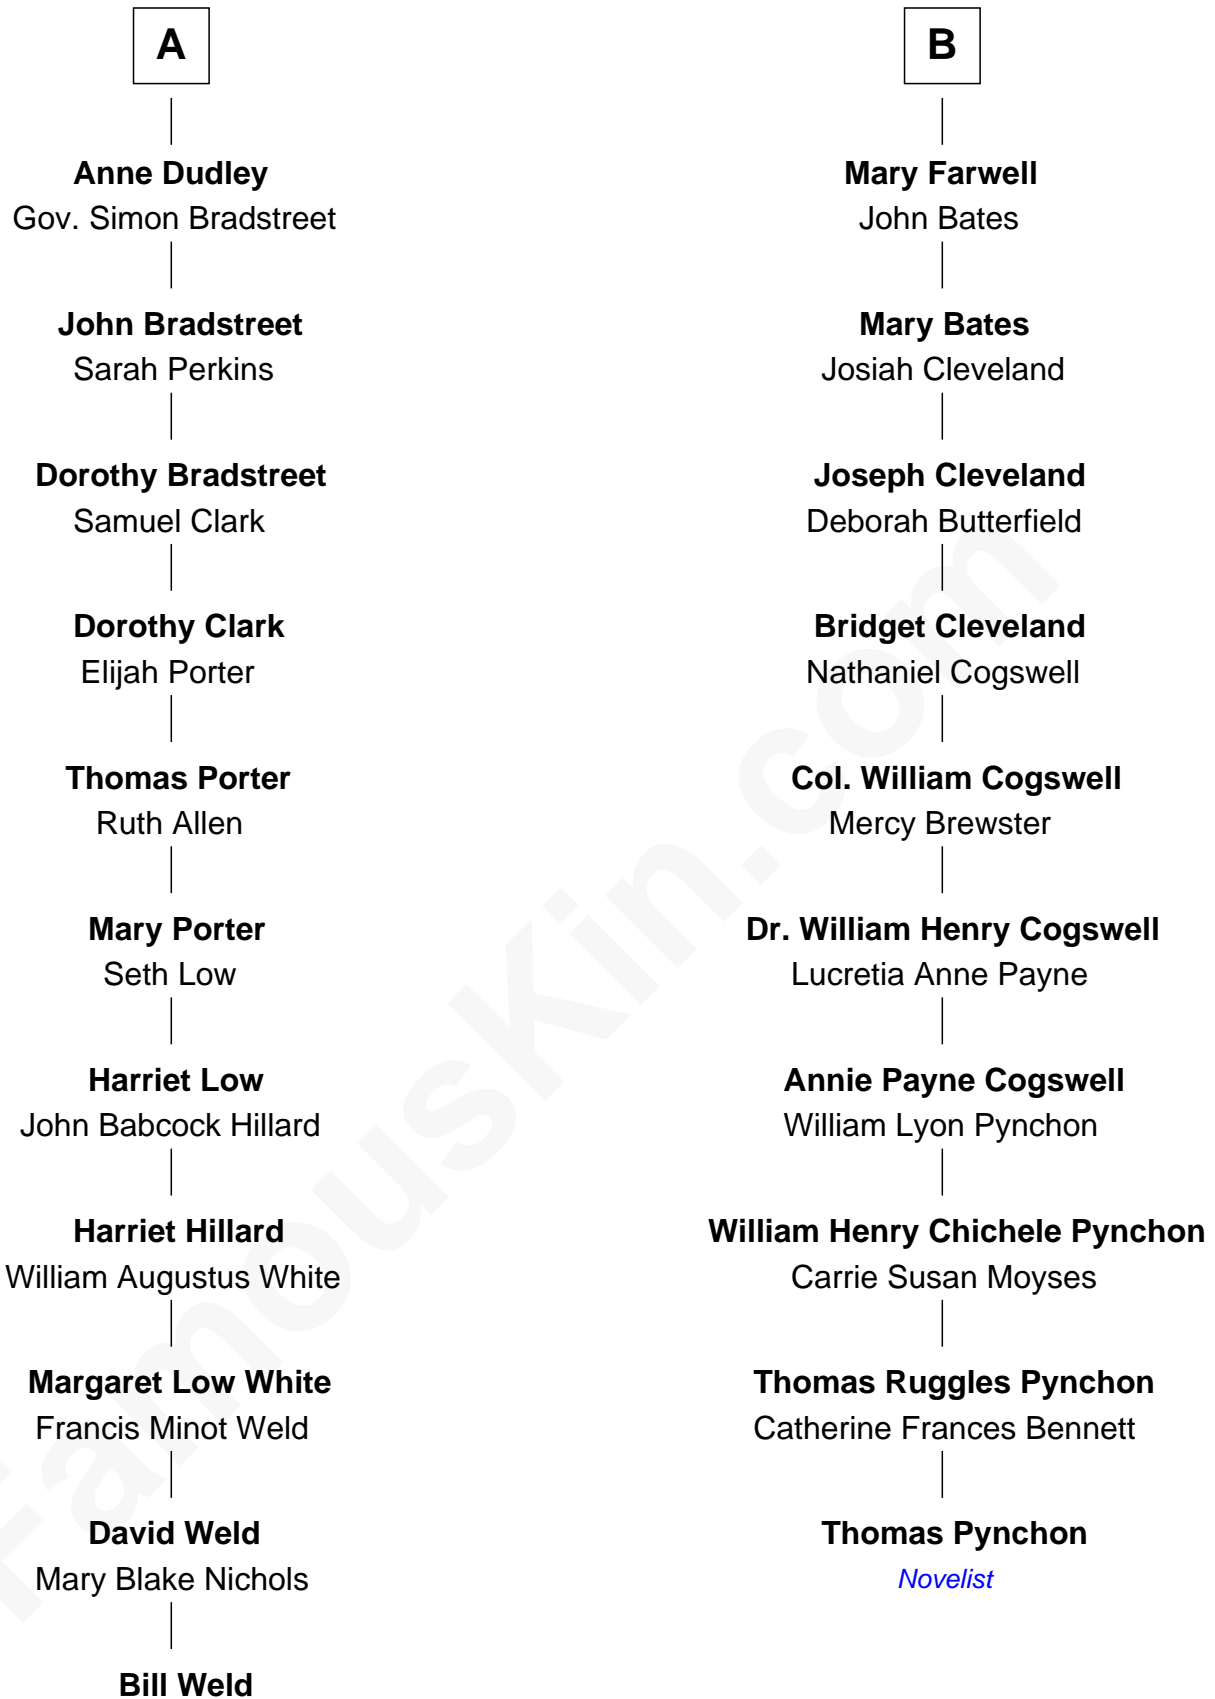 A
Anne Dudley
Gov. Simon Bradstreet
John Bradstreet
Sarah Perkins
Dorothy Bradstreet
Samuel Clark
Dorothy Clark
Elijah Porter
Thomas Porter
Ruth Allen
Mary Porter
Seth Low
Harriet Low
John Babcock Hillard
Harriet Hillard
William Augustus White
Margaret Low White
Francis Minot Weld
David Weld
Mary Blake Nichols
Bill Weld
B
Mary Farwell
John Bates
Mary Bates
Josiah Cleveland
Joseph Cleveland
Deborah Butterfield
Bridget Cleveland
Nathaniel Cogswell
Col. William Cogswell
Mercy Brewster
Dr. William Henry Cogswell
Lucretia Anne Payne
Annie Payne Cogswell
William Lyon Pynchon
William Henry Chichele Pynchon
Carrie Susan Moyses
Thomas Ruggles Pynchon
Catherine Frances Bennett
Thomas Pynchon
Novelist
FamousKin.com